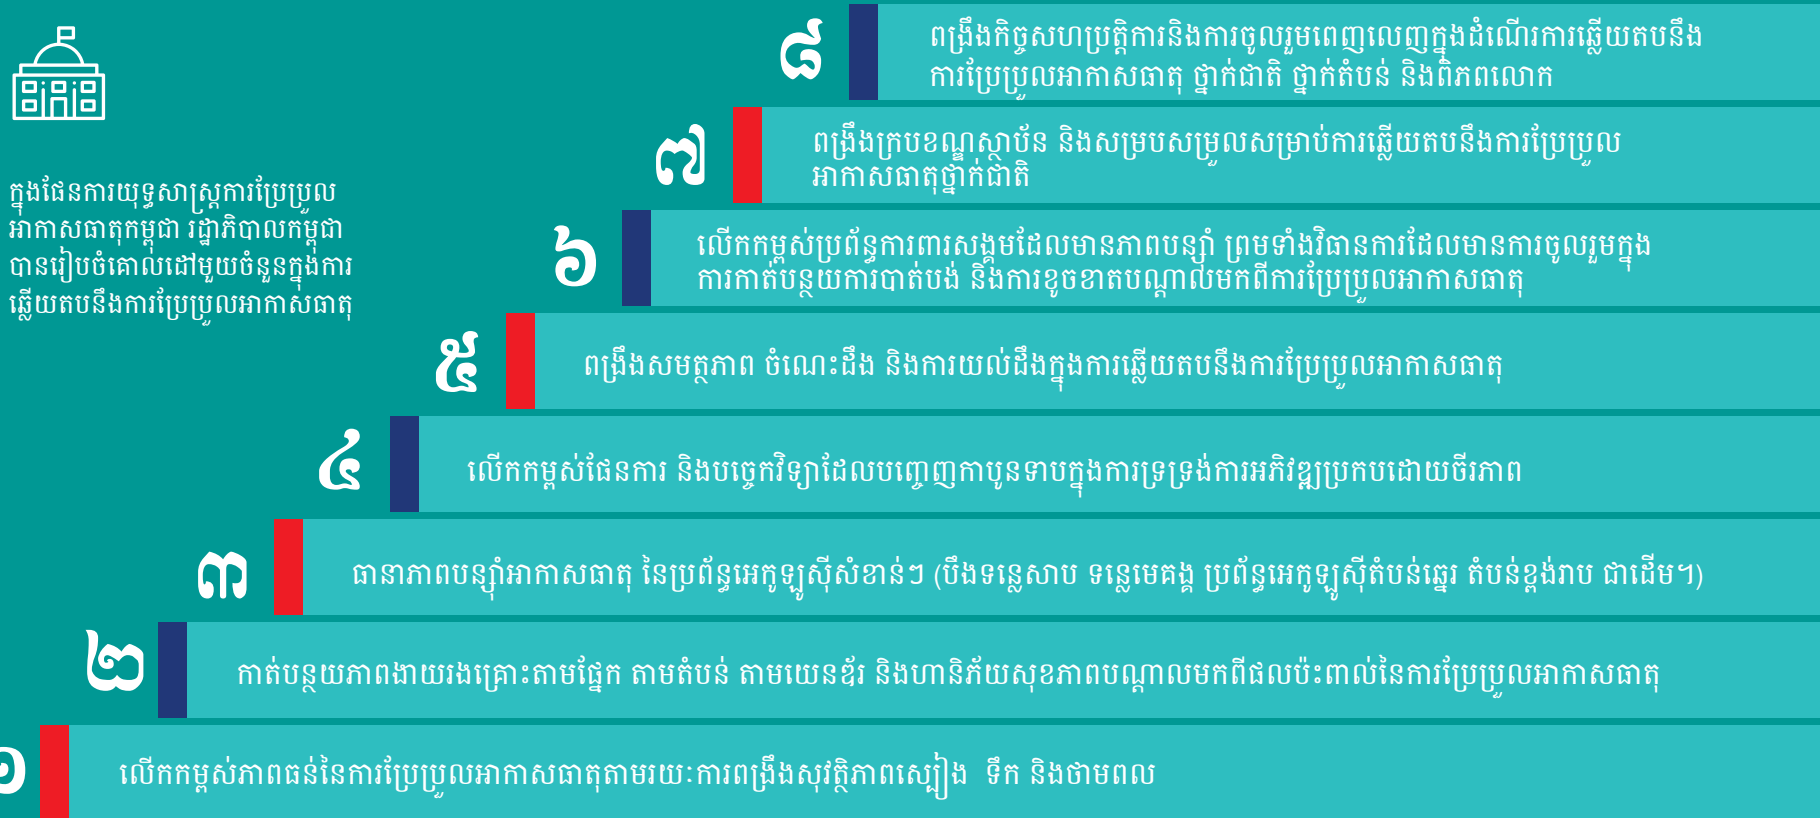 ក្នុងផែនការយុទ្ធសាស្ត្រការប្រែប្រួល
អាកាសធាតុកម្ពុជា រដ្ឋាភិបាលកម្ពុជា
បានរៀបចំគោលដៅមួយចំនួនក្នុងការ
ឆ្លើយតបនឹងការប្រែប្រួលអាកាសធាតុ
៨
ពង្រឹងកិច្ចសហប្រត្តិការនិងការចូលរួមពេញលេញក្នុងដំណើរការឆ្លើយតបនឹង
ការប្រែប្រួលអាកាសធាតុ ថ្នាក់ជាតិ ថ្នាក់តំបន់ និងពិភពលោក
៧
ពង្រឹងក្របខណ្ឌស្ថាប័ន និងសម្របសម្រួលសម្រាប់ការឆ្លើយតបនឹងការប្រែប្រួល
អាកាសធាតុថ្នាក់ជាតិ
៦
លើកកម្ពស់ប្រព័ន្ធការពារសង្គមដែលមានភាពបន្ស៊ាំ ព្រមទាំងវិធានការដែលមានការចូលរួមក្នុង
ការកាត់បន្ថយការបាត់បង់ និងការខូចខាតបណ្តាលមកពីការប្រែប្រួលអាកាសធាតុ
៥
ពង្រឹងសមត្ថភាព ចំណេះដឹង និងការយល់ដឹងក្នុងការឆ្លើយតបនឹងការប្រែប្រួលអាកាសធាតុ
៤
លើកកម្ពស់ផែនការ និងបច្ចេកវិទ្យាដែលបញ្ចេញកាបូនទាបក្នុងការទ្រទ្រង់ការអភិវឌ្ឍប្រកបដោយចីរភាព
៣
ធានាភាពបន្ស៊ាំអាកាសធាតុ នៃប្រព័ន្ធអេកូឡូស៊ីសំខាន់ៗ (បឹងទន្លេសាប ទន្លេមេគង្គ ប្រព័ន្ធអេកូឡូស៊ីតំបន់ឆ្នេរ តំបន់ខ្ពង់រាប ជាដើម។)
២
កាត់បន្ថយភាពងាយរងគ្រោះតាមផ្នែក តាមតំបន់ តាមយេនឌ័រ និងហានិភ័យសុខភាពបណ្តាលមកពីផលប៉ះពាល់នៃការប្រែប្រួលអាកាសធាតុ
១
លើកកម្ពស់ភាពធន់នៃការប្រែប្រួលអាកាសធាតុតាមរយៈការពង្រឹងសុវត្ថិភាពស្បៀង ទឹក និងថាមពល